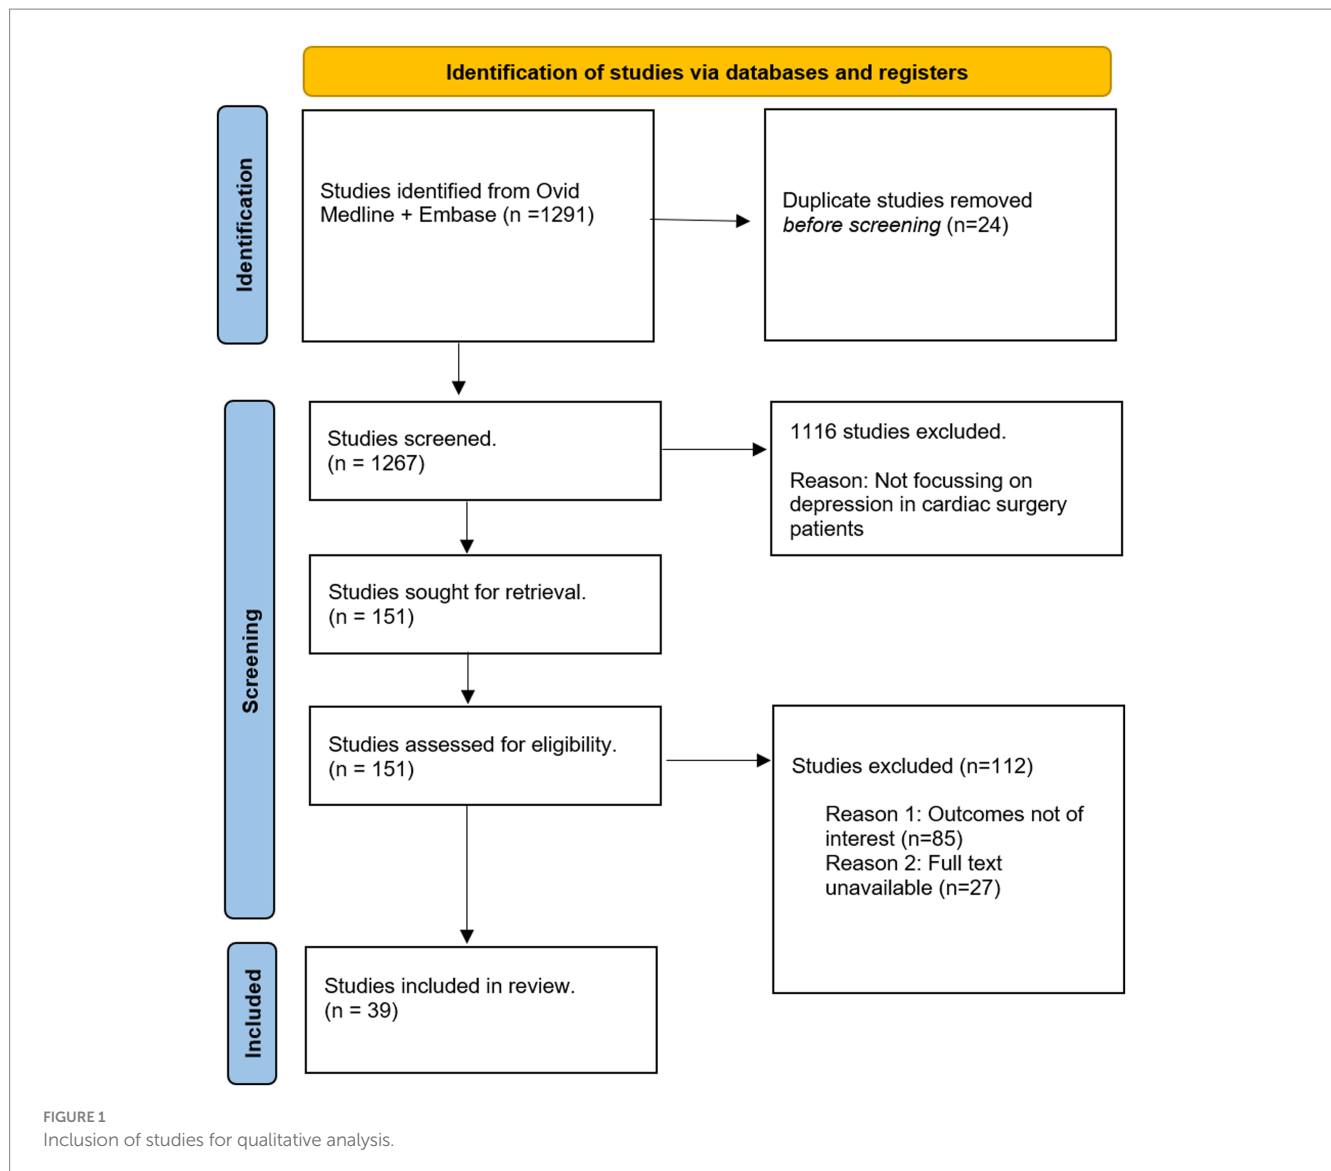 Identification of studies via databases and registers
Identification
Studies identified from Ovid
Medline + Embase (n =1291)
Duplicate studies removed
before screening (n=24)
Screening
Studies screened.
(n = 1267)
1116 studies excluded.
Reason: Not focussing on
depression in cardiac surgery
patients
Studies sought for retrieval.
(n = 151)
Studies assessed for eligibility.
(n = 151)
Studies excluded (n=112)
Reason 1: Outcomes not of
interest (n=85)
Reason 2: Full text
unavailable (n=27)
Included
Studies included in review.
(n = 39)
FIGURE 1
Inclusion of studies for qualitative analysis.